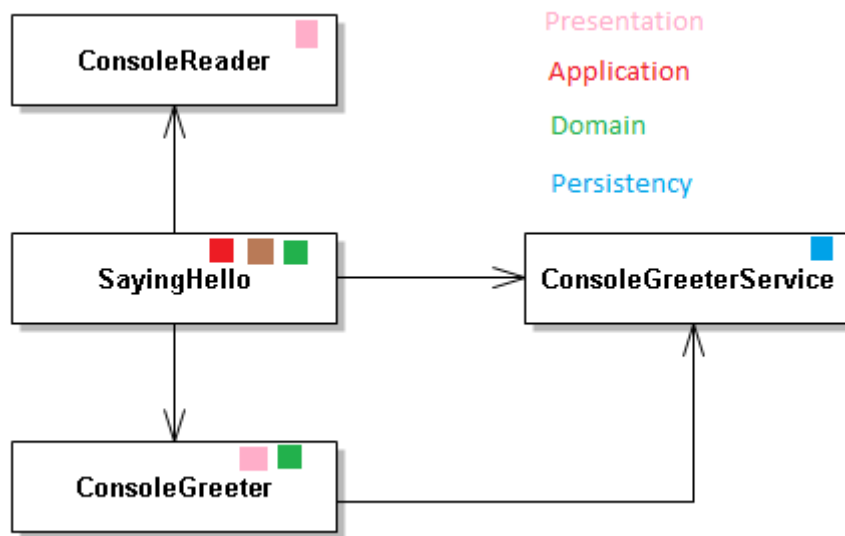 Presentation
ConsoleReader
Application
Domain
Persistency
SayingHello
ConsoleGreeterService
ConsoleGreeter